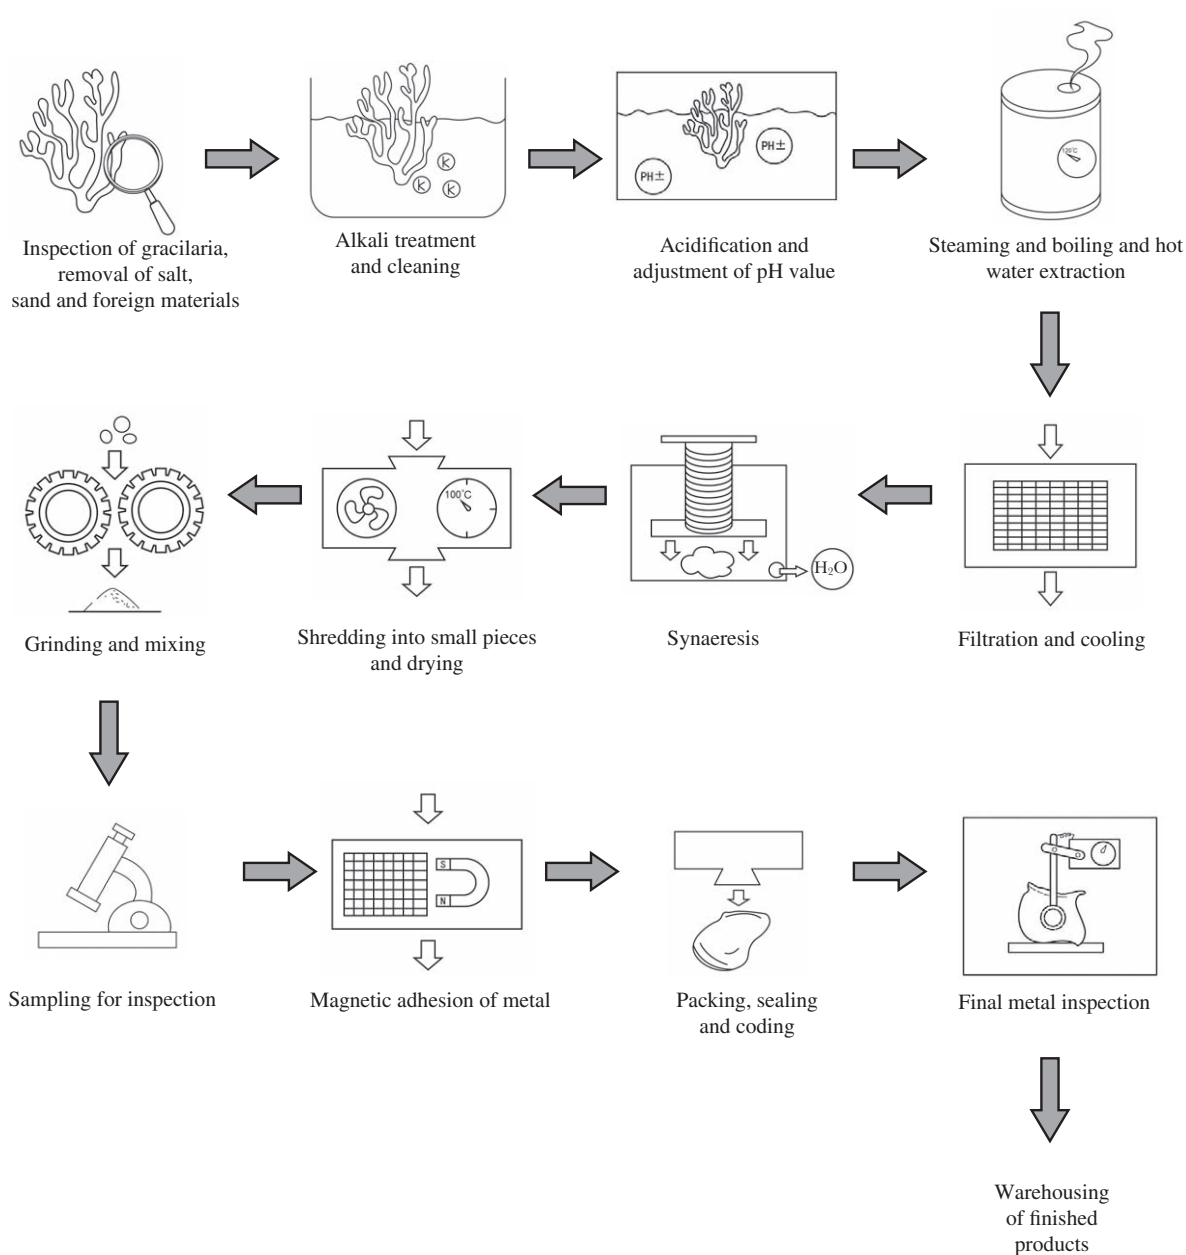 K
K
K
PH±
PH±
120℃
Inspection of gracilaria,
removal of salt,
sand and foreign materials
Alkali treatment
and cleaning
Acidification and
adjustment of pH value
Steaming and boiling and hot
water extraction
100℃
H₂O
Grinding and mixing
Shredding into small pieces
and drying
Synaeresis
Filtration and cooling
S
N
Sampling for inspection
Magnetic adhesion of metal
Packing, sealing
and coding
Final metal inspection
Warehousing
of finished
products